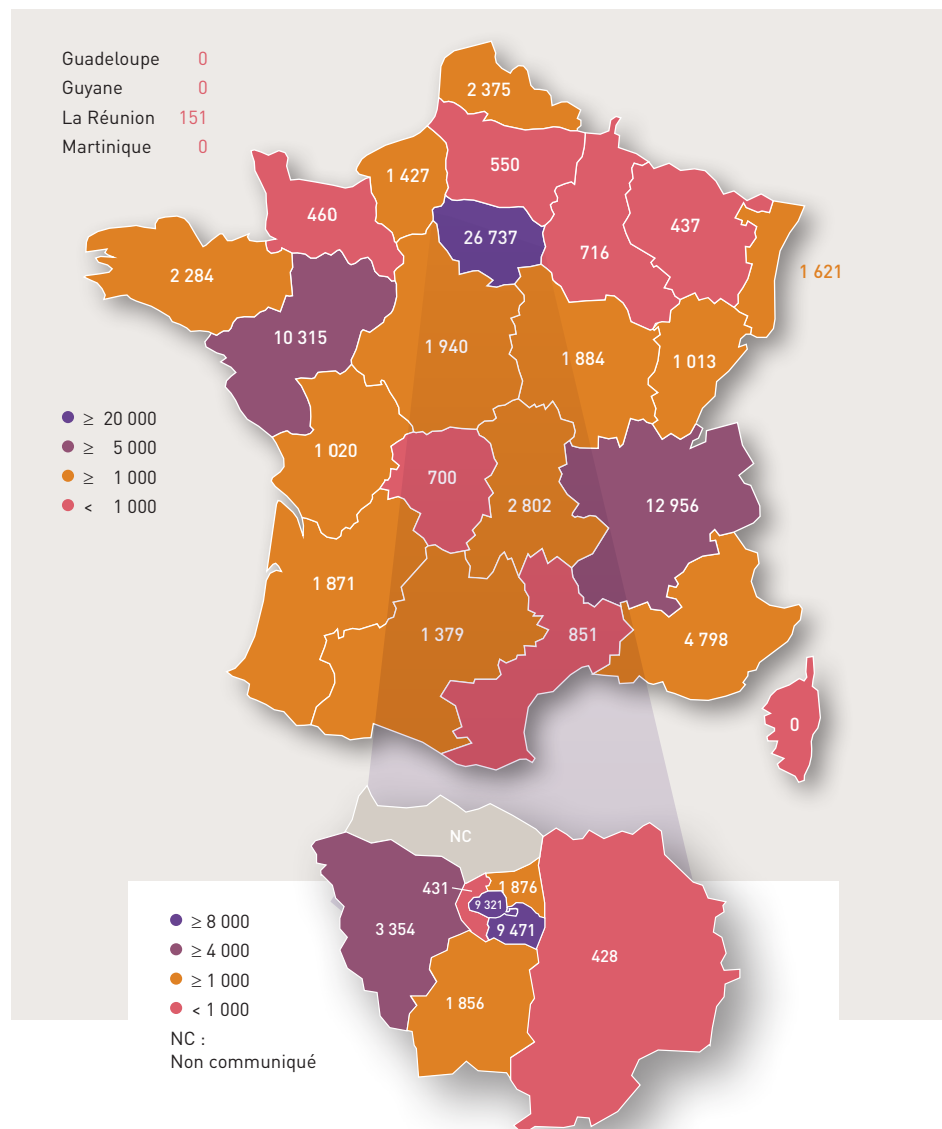 Guadeloupe 0
Guyane 0
La Réunion 151
Martinique 0
2 375
550
1 427
460
26 737
437
716
2 284
1 621
10 315
1 940
1 884
1 013
≥ 20 000
≥ 5 000
≥ 1 000
< 1 000
1 020
700
2 802
12 956
1 871
1 379
851
4 798
0
NC
431
1 876
9 321
3 354
9 471
428
1 856
≥ 8 000
≥ 4 000
≥ 1 000
< 1 000
NC :
Non communiqué